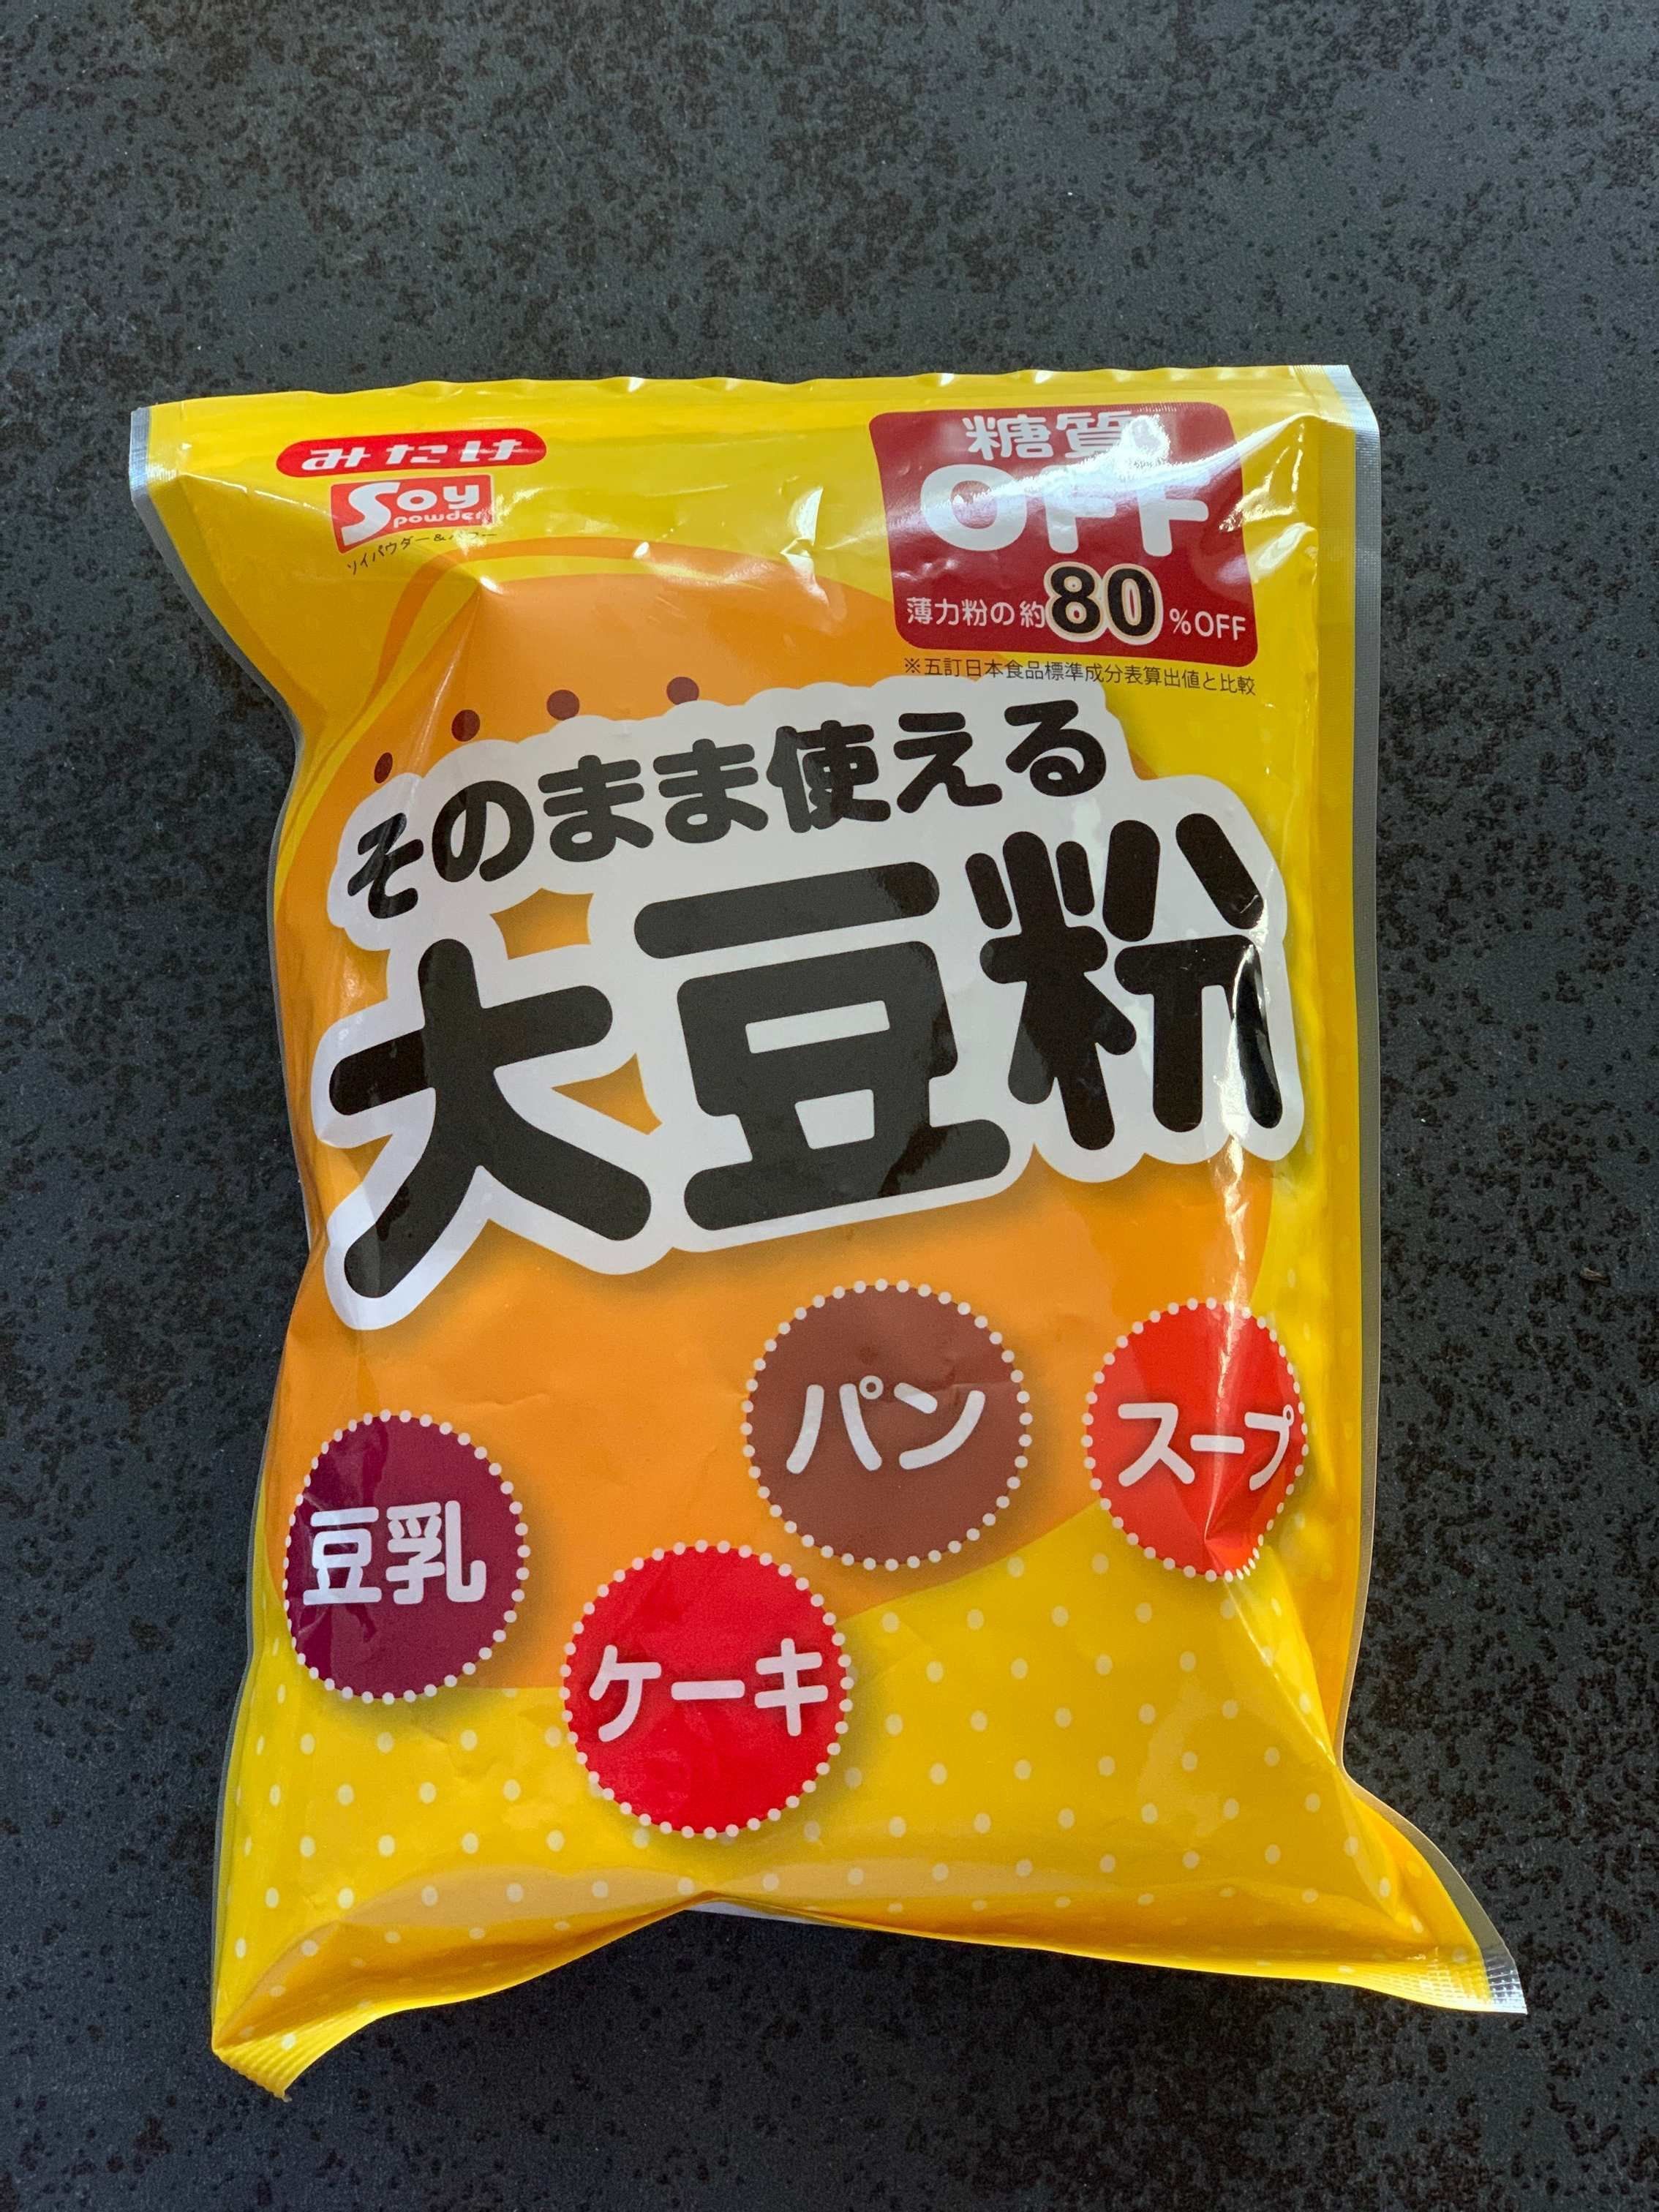 みたけ
Soy
powder
糖質
OFF
薄力粉の約80%OFF
※五訂日本食品標準成分表算出値と比較
そのまま使える
大豆粉
パン
スープ
豆乳
ケーキ